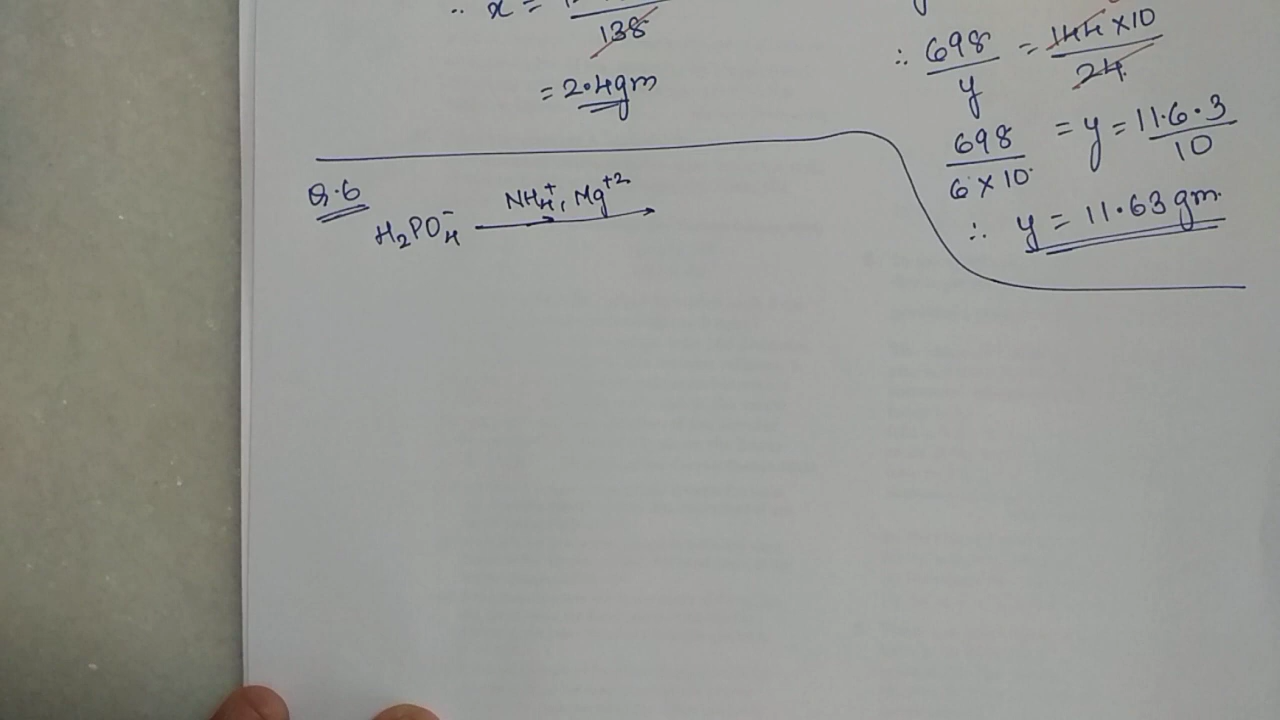 ∴ x =
138
= 2.4gm
Q.6
NH₄⁺, Mg⁺²
H₂PO₄⁻ ⟶
∴ 698/y = 144 × 10/24
698/6 × 10 = y = 11.6.3/10
∴ y = 11.63 gm.